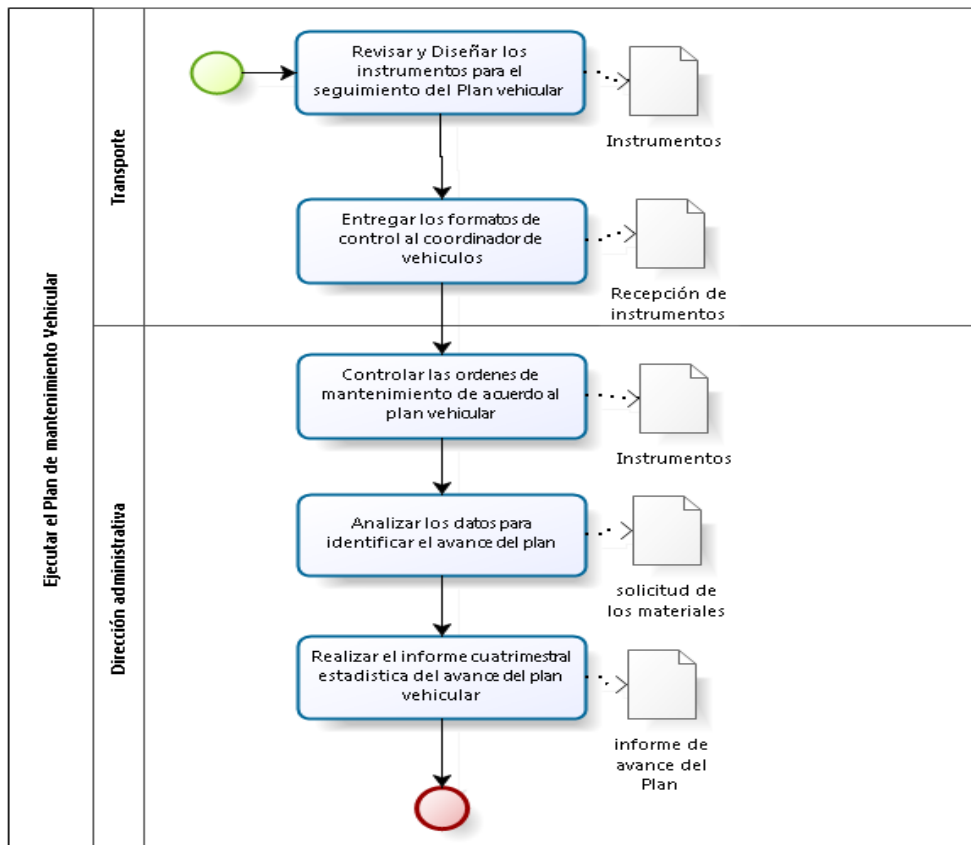 Ejecutar el Plan de mantenimiento Vehicular
Transporte
Revisar y Diseñar los
instrumentos para el
seguimiento del Plan vehicular
Instrumentos
Entregar los formatos de
control al coordinador de
vehiculos
Recepción de
instrumentos
Dirección administrativa
Controlar las ordenes de
mantenimiento de acuerdo al
plan vehicular
Instrumentos
Analizar los datos para
identificar el avance del plan
solicitud de
los materiales
Realizar el informe cuatrimestral
estadistica del avance del plan
vehicular
informe de
avance del
Plan